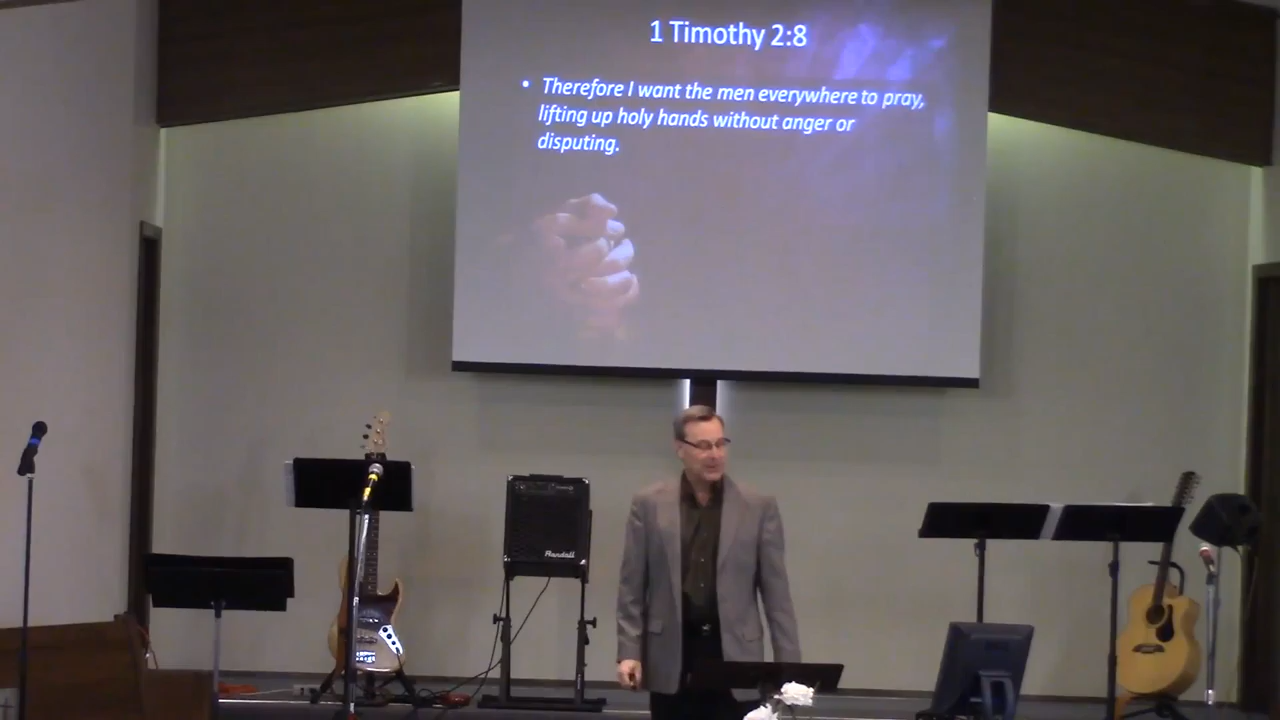 1 Timothy 2:8
• Therefore I want the men everywhere to pray,
lifting up holy hands without anger or
disputing.
Randall